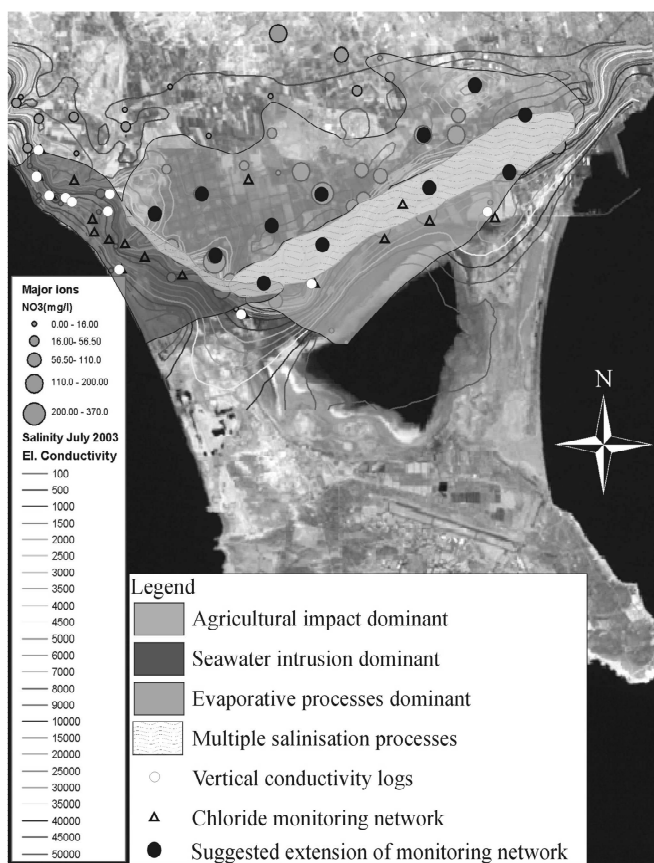 N
Major Ions
NO3(mg/l)
0.00 - 16.00
16.00 - 56.50
56.50- 110.0
110.0 - 200.00
200.00 - 370.0
Salinity July 2003
El. Conductivity
100
500
1000
1500
2000
2500
3000
3500
4000
4500
5000
6000
7000
8000
9000
10000
15000
20000
25000
30000
35000
40000
45000
50000
Legend
Agricultural impact dominant
Seawater intrusion dominant
Evaporative processes dominant
Multiple salinisation processes
Vertical conductivity logs
Chloride monitoring network
Suggested extension of monitoring network